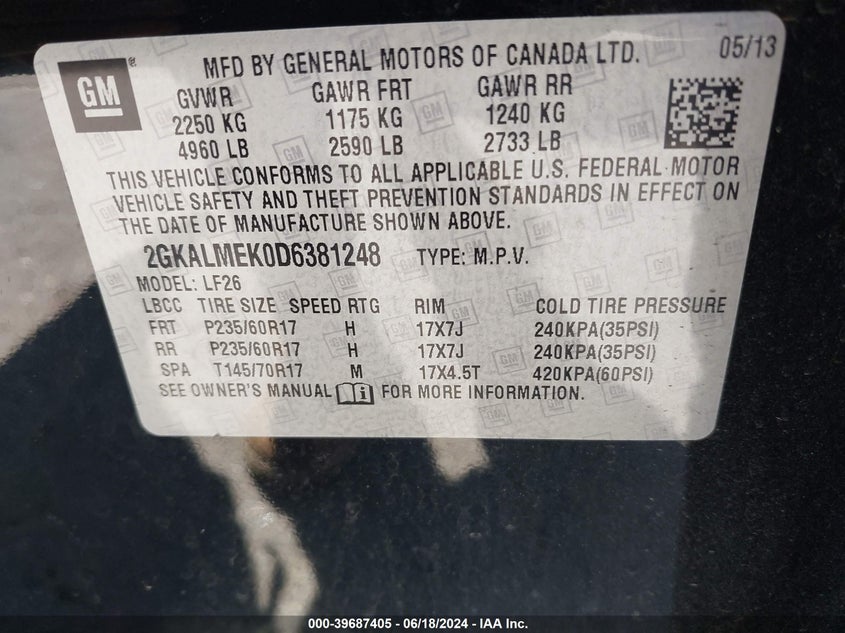 GM ® MFD BY GENERAL MOTORS OF CANADA LTD. 05/13
GVWR GAWR FRT GAWR RR
2250 KG 1175 KG 1240 KG
4960 LB 2590 LB 2733 LB
THIS VEHICLE CONFORMS TO ALL APPLICABLE U.S. FEDERAL MOTOR
VEHICLE SAFETY AND THEFT PREVENTION STANDARDS IN EFFECT ON
THE DATE OF MANUFACTURE SHOWN ABOVE.
2GKALMEK0D6381248 TYPE: M.P.V.
MODEL: LF26
LBCC TIRE SIZE SPEED RTG RIM COLD TIRE PRESSURE
FRT P235/60R17 H 17X7J 240KPA(35PSI)
RR P235/60R17 H 17X7J 240KPA(35PSI)
SPA T145/70R17 M 17X4.5T 420KPA(60PSI)
SEE OWNER'S MANUAL i FOR MORE INFORMATION.
000-39687405 - 06/18/2024 - IAA Inc.